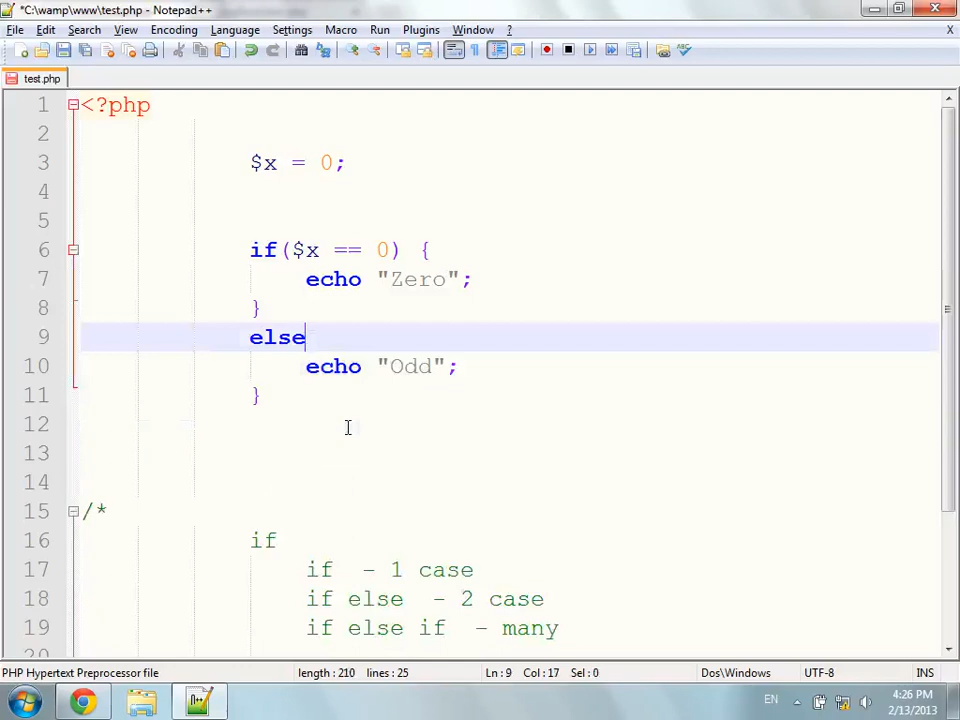 *C:\wamp\www\test.php - Notepad++
File Edit Search View Encoding Language Settings Macro Run Plugins Window ? X
test.php
1 <?php
2
3 $x = 0;
4
5
6 if($x == 0) {
7 echo "Zero";
8 }
9 else
10 echo "Odd";
11 }
12
13
14
15 /*
16 if
17 if - 1 case
18 if else - 2 case
19 if else if - many
20
PHP Hypertext Preprocessor file length : 210 lines : 25 Ln : 9 Col : 17 Sel : 0 Dos\Windows UTF-8 INS
EN 4:26 PM
2/13/2013